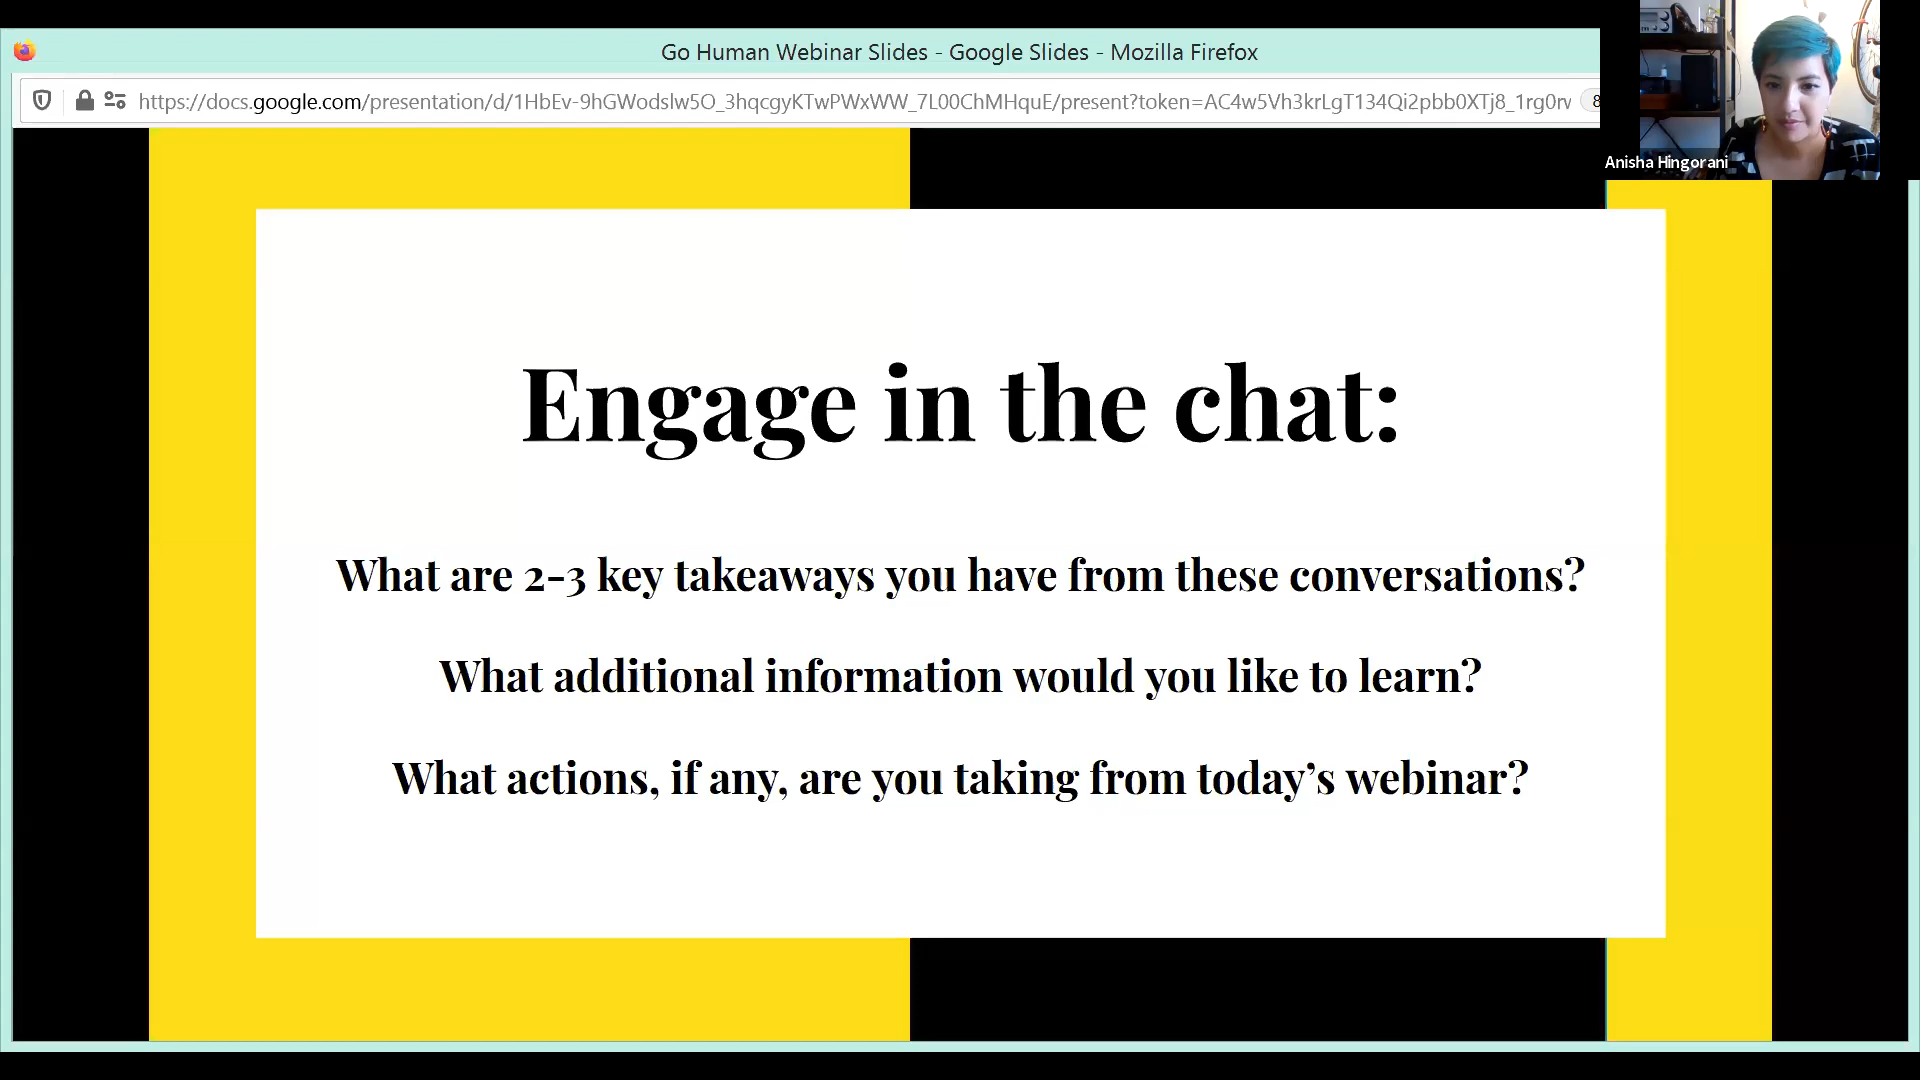 Go Human Webinar Slides - Google Slides - Mozilla Firefox
https://docs.google.com/presentation/d/1HbEv-9hGWodslw5O_3hqcgyKTwPWxWW_7L00ChMHquE/present?token=AC4w5Vh3krLgT134Qi2pbb0XTj8_1rg0rv
8
Anisha Hingorani
Engage in the chat:
What are 2-3 key takeaways you have from these conversations?
What additional information would you like to learn?
What actions, if any, are you taking from today’s webinar?